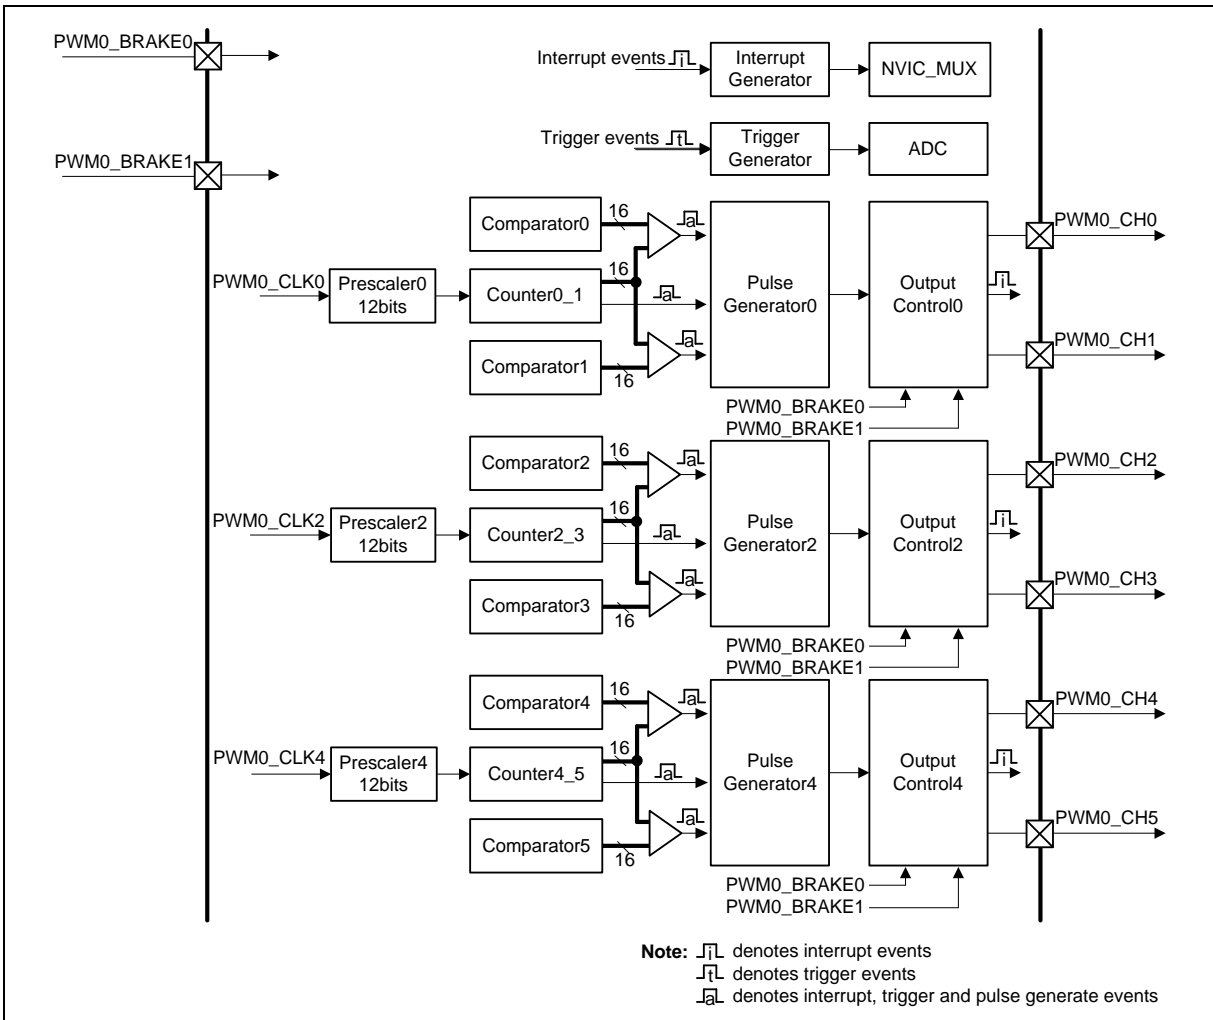 PWM0_BRAKE0
Interrupt events i
Interrupt
Generator
NVIC_MUX
PWM0_BRAKE1
Trigger events t
Trigger
Generator
ADC
Comparator0
16
a
PWM0_CLK0
Prescaler0
12bits
Counter0_1
16
a
Comparator1
16
a
Pulse
Generator0
Output
Control0
PWM0_CH0
i
PWM0_CH1
PWM0_BRAKE0
PWM0_BRAKE1
Comparator2
16
a
PWM0_CLK2
Prescaler2
12bits
Counter2_3
16
a
Comparator3
16
a
Pulse
Generator2
Output
Control2
PWM0_CH2
i
PWM0_CH3
PWM0_BRAKE0
PWM0_BRAKE1
Comparator4
16
a
PWM0_CLK4
Prescaler4
12bits
Counter4_5
16
a
Comparator5
16
a
Pulse
Generator4
Output
Control4
PWM0_CH4
i
PWM0_CH5
PWM0_BRAKE0
PWM0_BRAKE1
Note: i denotes interrupt events
t denotes trigger events
a denotes interrupt, trigger and pulse generate events